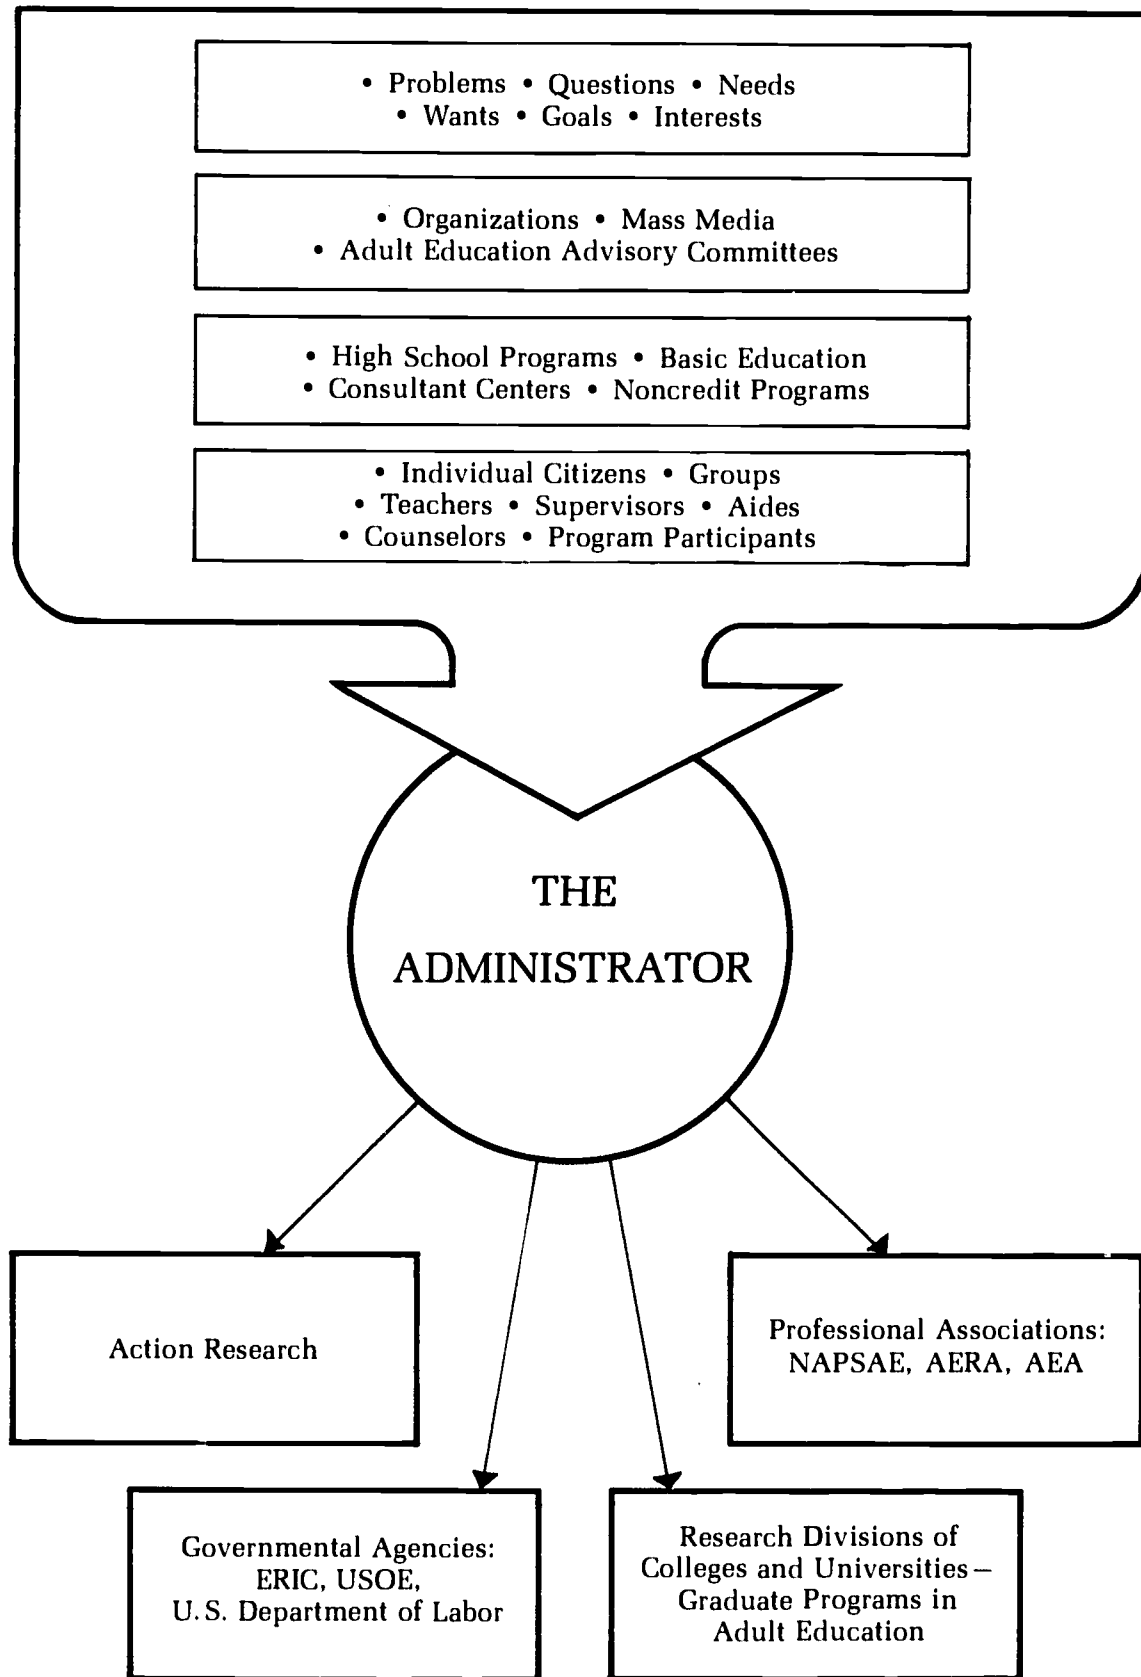 • Problems • Questions • Needs
• Wants • Goals • Interests
• Organizations • Mass Media
• Adult Education Advisory Committees
• High School Programs • Basic Education
• Consultant Centers • Noncredit Programs
• Individual Citizens • Groups
• Teachers • Supervisors • Aides
• Counselors • Program Participants
THE
ADMINISTRATOR
Action Research
Professional Associations:
NAPSAE, AERA, AEA
Governmental Agencies:
ERIC, USOE,
U.S. Department of Labor
Research Divisions of
Colleges and Universities—
Graduate Programs in
Adult Education